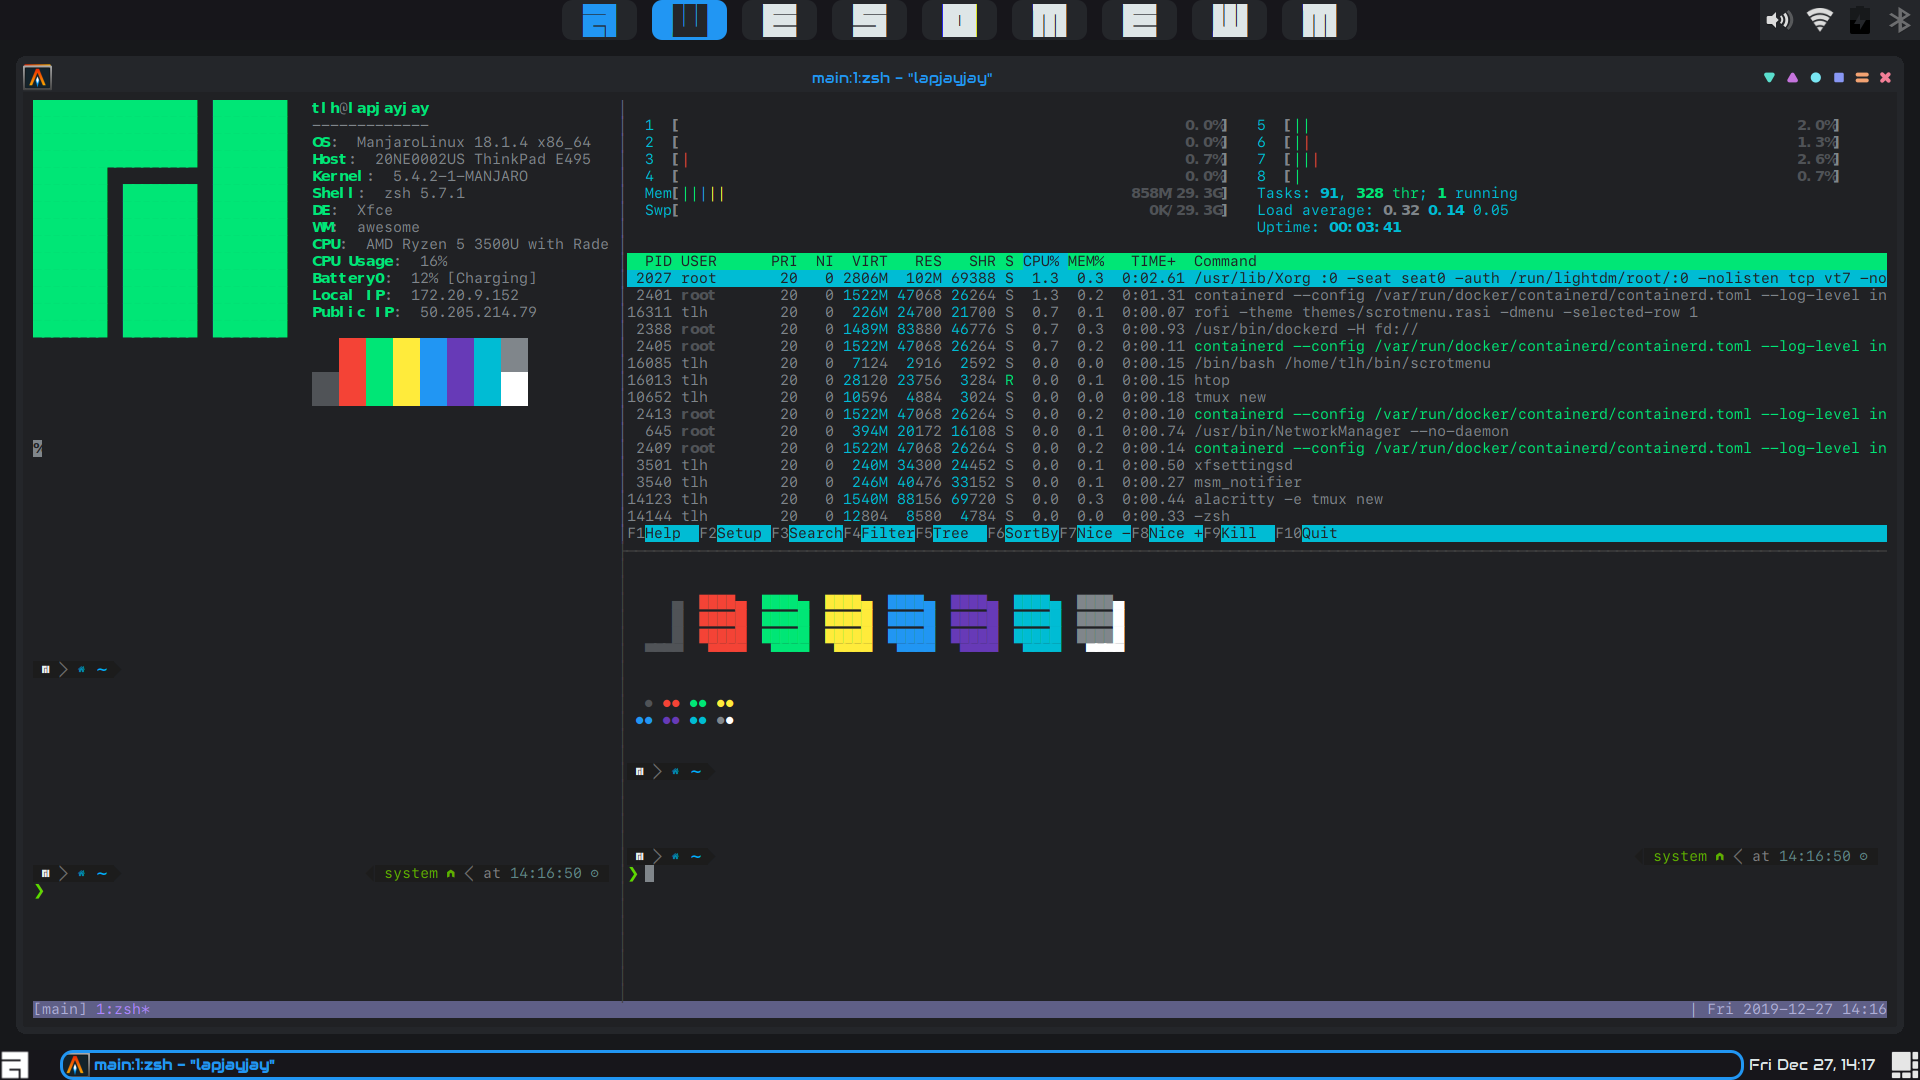 A W E S O M E W M
main:1:zsh - "lapjayjay"
tlh@lapjayjay
-------------
OS: ManjaroLinux 18.1.4 x86_64
Host: 20NE0002US ThinkPad E495
Kernel: 5.4.2-1-MANJARO
Shell: zsh 5.7.1
DE: Xfce
WM: awesome
CPU: AMD Ryzen 5 3500U with Rade
CPU Usage: 16%
Battery0: 12% [Charging]
Local IP: 172.20.9.152
Public IP: 50.205.214.79
~
~
system at 14:16:50
❯
1 [ 0.0%] 5 [|| 2.0%]
2 [ 0.0%] 6 [|| 1.3%]
3 [| 0.7%] 7 [||| 2.6%]
4 [ 0.0%] 8 [| 0.7%]
Mem[||||| 858M/29.3G] Tasks: 91, 328 thr; 1 running
Swp[ 0K/29.3G] Load average: 0.32 0.14 0.05
Uptime: 00:03:41
PID USER PRI NI VIRT RES SHR S CPU% MEM% TIME+ Command
2027 root 20 0 2806M 102M 69388 S 1.3 0.3 0:02.61 /usr/lib/Xorg :0 -seat seat0 -auth /run/lightdm/root/:0 -nolisten tcp vt7 -no
2401 root 20 0 1522M 47068 26264 S 1.3 0.2 0:01.31 containerd --config /var/run/docker/containerd/containerd.toml --log-level in
16311 tlh 20 0 226M 24700 21700 S 0.7 0.1 0:00.07 rofi -theme themes/scrotmenu.rasi -dmenu -selected-row 1
2388 root 20 0 1489M 83880 46776 S 0.7 0.3 0:00.93 /usr/bin/dockerd -H fd://
2405 root 20 0 1522M 47068 26264 S 0.7 0.2 0:00.11 containerd --config /var/run/docker/containerd/containerd.toml --log-level in
16085 tlh 20 0 7124 2916 2592 S 0.0 0.0 0:00.15 /bin/bash /home/tlh/bin/scrotmenu
16013 tlh 20 0 28120 23756 3284 R 0.0 0.1 0:00.15 htop
10652 tlh 20 0 10596 4884 3024 S 0.0 0.0 0:00.18 tmux new
2413 root 20 0 1522M 47068 26264 S 0.0 0.2 0:00.10 containerd --config /var/run/docker/containerd/containerd.toml --log-level in
645 root 20 0 394M 20172 16108 S 0.0 0.1 0:00.74 /usr/bin/NetworkManager --no-daemon
2409 root 20 0 1522M 47068 26264 S 0.0 0.2 0:00.14 containerd --config /var/run/docker/containerd/containerd.toml --log-level in
3501 tlh 20 0 240M 34300 24452 S 0.0 0.1 0:00.50 xfsettingsd
3540 tlh 20 0 246M 40476 33152 S 0.0 0.1 0:00.27 msm_notifier
14123 tlh 20 0 1540M 88156 69720 S 0.0 0.3 0:00.44 alacritty -e tmux new
14144 tlh 20 0 12804 8580 4784 S 0.0 0.0 0:00.33 -zsh
F1Help F2Setup F3SearchF4FilterF5Tree F6SortByF7Nice -F8Nice +F9Kill F10Quit
~
~ system at 14:16:50
❯
[main] 1:zsh* | Fri 2019-12-27 14:16
main:1:zsh - "lapjayjay" Fri Dec 27, 14:17